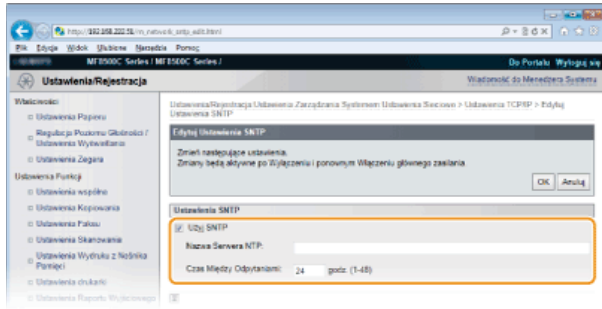 Plik Edycja Widok Ulubione Narzędzia Pomoc
MF8500C Series / MF8500C Series /
Do Portalu Wyloguj się
Ustawienia/Rejestracja
Wiadomość do Menedżera Systemu
Ustawienia/Rejestracja:Ustawienia Zarządzania Systemem:Ustawienia Sieciowe > Ustawienia TCP/IP > Edytuj
Ustawienia SNTP
Właściwości
Ustawienia Papieru
Regulacja Poziomu Głośności /
Ustawienia Wyświetlania
Ustawienia Zegara
Ustawienia Funkcji
Ustawienia wspólne
Ustawienia Kopiowania
Ustawienia Faksu
Ustawienia Skanowania
Ustawienia Wydruku z Nośnika
Pamięci
Ustawienia drukarki
Ustawienia Raportu
Edytuj Ustawienia SNTP
Zmień następujące ustawienia.
Zmiany będą aktywne po Wyłączeniu i ponownym Włączeniu głównego zasilania.
OK Anuluj
Ustawienia SNTP
Użyj SNTP
Nazwa Serwera NTP:
Czas Między Odpytaniami: 24 godz. (1-48)